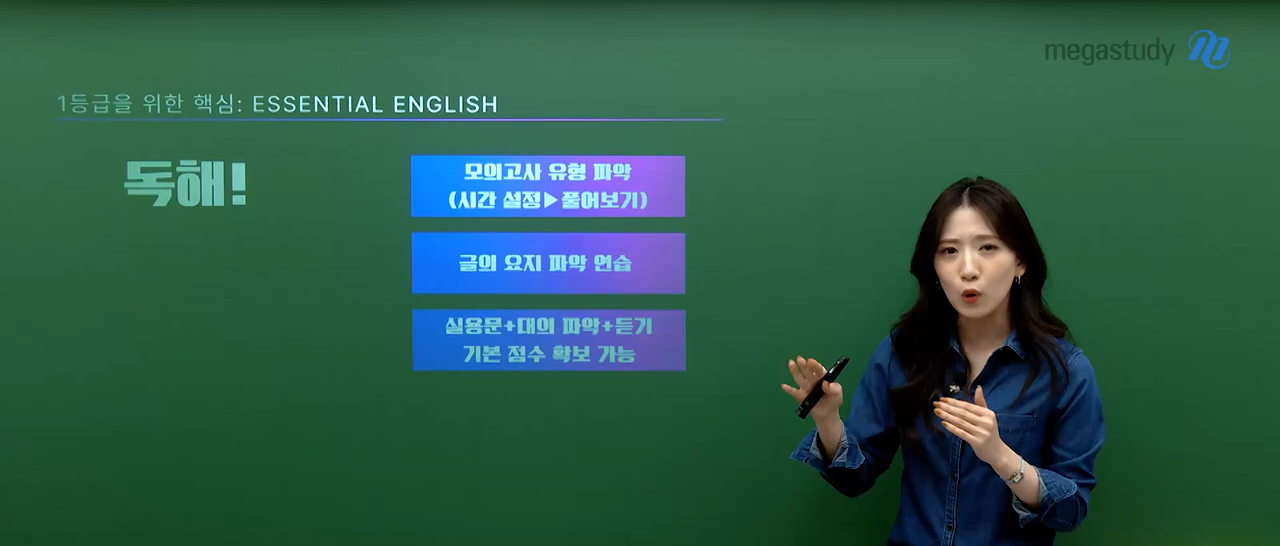 megastudy
1등급을 위한 핵심: ESSENTIAL ENGLISH
독해!
모의고사 유형 파악
(시간 설정▶풀어보기)
글의 요지 파악 연습
실용문+대의 파악+듣기
기본 점수 확보 가능